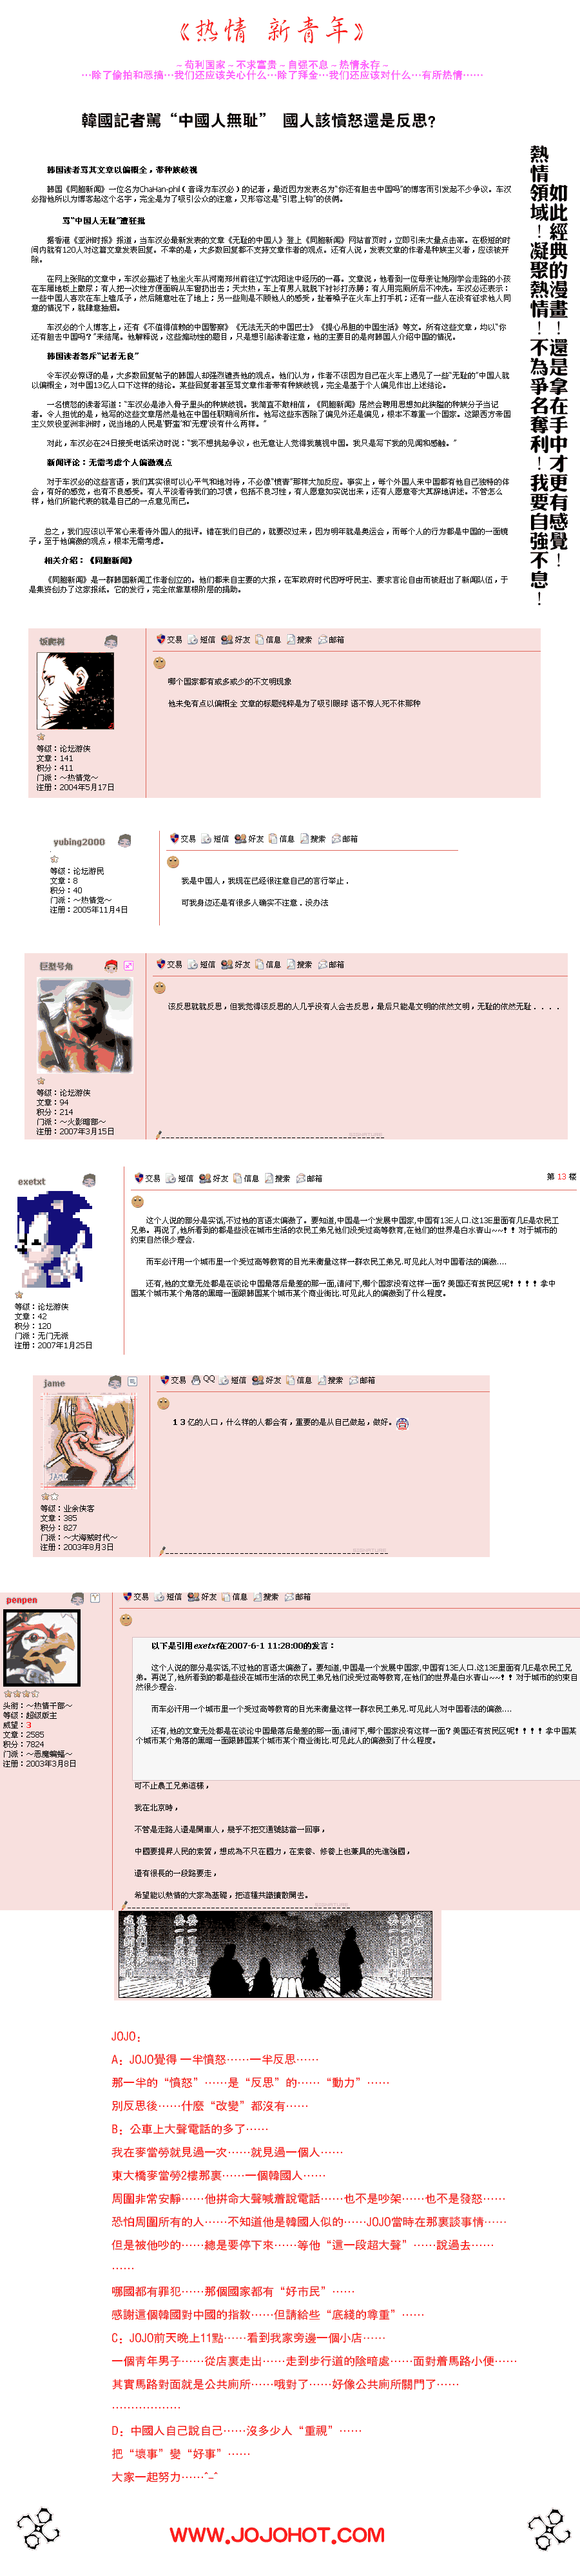 《热情 新青年》
～苟利国家～不求富贵～自强不息～热情永存～
…除了偷拍和恶搞…我们还应该关心什么…除了拜金…我们还应该对什么…有所热情……
韓國記者罵“中國人無耻” 國人該憤怒還是反思?
如此經典的漫畫!還是拿在手中才更有感覺!
熱情領域!凝聚熱情!不為爭名奪利!我要自強不息!
韩国记者骂其文章以偏概全，带种族歧视
韩国《同胞新闻》一位名为ChaHan-phil（音译为车汉必）的记者，最近因为发表名为“你还有胆去中国吗”的博客而引发起不少争议。车汉
必指他所以为博客起这个名字，完全是为了吸引公众的注意，又形容这是“引君上钩”的伎俩。
骂“中国人无耻”遭狂批
据香港《亚洲时报》报道，当车汉必最新发表的文章《无耻的中国人》登上《同胞新闻》网站首页时，立即引来大量点击率。在极短的时
间内就有120人对这篇文章发表回复。不幸的是，大多数回复都不支持文章作者的观点。还有人说，发表文章的作者是种族主义者，应该被开
除。
在网上张贴的文章中，车汉必描述了他坐火车从河南郑州前往辽宁沈阳途中经历的一幕。文章说，他看到一位母亲让她刚学会走路的小孩
在车厢地板上撒尿；有人把一次性方便面碗从车窗扔出去；天太热，车上有男人就脱下衬衫打赤膊；有人用完厕所后不冲洗。车汉必还表示：
一些中国人喜欢在车上嗑瓜子，然后随意吐在了地上；另一些则是不顾他人的感受，扯着嗓子在火车上打手机；还有一些人在没有征求他人同
意的情况下，就肆意抽烟。
车汉必的个人博客上，还有《不值得信赖的中国警察》《无法无天的中国巴士》《提心吊胆的中国生活》等文。所有这些文章，均以“你
还有胆去中国吗？”来结尾。他解释说，这些煽动性的题目，只是想引起读者注意，他的主要目的是向韩国人介绍中国的情况。
韩国读者怒斥“记者无良”
令车汉必惊讶的是，大多数回复帖子的韩国人却强烈谴责他的观点。他们认为，作者不该因为自己在火车上遇见了一些“无耻的”中国人就
以偏概全，对中国13亿人口下这样的结论。某些回复者甚至骂文章作者带有种族歧视，完全是基于个人偏见作出上述结论。
一名愤怒的读者写道：“车汉必是渗入骨子里头的种族歧视。我简直不敢相信，《同胞新闻》居然会聘用思想如此狭隘的种族分子当记
者。令人担忧的是，他写的这些文章居然是他在中国任职期间所作。他写这些东西除了偏见外还是偏见，根本不尊重一个国家。这跟西方帝国
主义奴役亚洲非洲时，说当地的人民是‘野蛮’和‘无理’没有什么两样。”
对此，车汉必在24日接受电话采访时说：“我不想挑起争议，也无意让人觉得我蔑视中国。我只是写下我的见闻和感触。”
新闻评论：无需考虑个人偏激观点
对于车汉必的这些言语，我们其实很可以心平气和地对待，不必像“愤青”那样大加反应。事实上，每个外国人来中国都有他自己独特的体
会，有好的感觉，也有不良感受。有人平淡看待我们的习惯，包括不良习性，有人愿意如实说出来，还有人愿意夸大其辞地讲述。不管怎么
样，他们所能代表的就是自己的一点意见而已。
总之，我们应该以平常心来看待外国人的批评。错在我们自己的，就要改过来，因为明年就是奥运会，而每个人的行为都是中国的一面镜
子，至于他偏激的观点，根本无需考虑。
相关介绍：《同胞新闻》
《同胞新闻》是一群韩国新闻工作者创立的。他们都来自主要的大报，在军政府时代因呼吁民主、要求言论自由而被赶出了新闻队伍，于
是集资创办了这家报纸。它的发行，完全依靠草根阶层的捐助。
交易 短信 好友 信息 搜索 邮箱
等级：论坛游侠
文章：141
积分：411
门派：～热情党～
注册：2004年5月17日
哪个国家都有或多或少的不文明现象
他未免有点以偏概全 文章的标题纯粹是为了吸引眼球 语不惊人死不休那种
yubing2000
交易 短信 好友 信息 搜索 邮箱
等级：论坛游民
文章：8
积分：40
门派：～热情党～
注册：2005年11月4日
我是中国人，我现在已经很注意自己的言行举止．
可我身边还是有很多人确实不注意．没办法
巨型号角
交易 短信 好友 信息 搜索 邮箱
等级：论坛游侠
文章：94
积分：214
门派：～火影暗部～
注册：2007年3月15日
该反思就就反思，但我觉得该反思的人几乎没有人会去反思，最后只能是文明的依然文明，无耻的依然无耻．．．．
exetxt
交易 短信 好友 信息 搜索 邮箱
第 13 楼
等级：论坛游侠
文章：42
积分：120
门派：无门无派
注册：2007年1月25日
这个人说的部分是实话,不过他的言语太偏激了。要知道,中国是一个发展中国家,中国有13E人口.这13E里面有几E是农民工
兄弟。再说了,他所看到的都是些没在城市生活的农民工弟兄他们没受过高等教育,在他们的世界是白水青山~~！！对于城市的
约束自然很少理会.
而车必汗用一个城市里一个受过高等教育的目光来衡量这样一群农民工弟兄.可见此人对中国看法的偏激....
还有,他的文章无处都是在谈论中国最落后最差的那一面,请问下,哪个国家没有这样一面？美国还有贫民区呢！！！！拿中
国某个城市某个角落的黑暗一面跟韩国某个城市某个商业街比.可见此人的偏激到了什么程度。
jame
交易 QQ 短信 好友 信息 搜索 邮箱
等级：业余侠客
文章：385
积分：827
门派：～大海贼时代～
注册：2003年8月3日
１３亿的人口，什么样的人都会有，重要的是从自己做起，做好。
penpen
交易 短信 好友 信息 搜索 邮箱
头衔：～热情干部～
等级：超级版主
威望：3
文章：2585
积分：7824
门派：～恶魔蝙蝠～
注册：2003年3月8日
以下是引用exetxt在2007-6-1 11:28:00的发言：
这个人说的部分是实话,不过他的言语太偏激了。要知道,中国是一个发展中国家,中国有13E人口.这13E里面有几E是农民工兄
弟。再说了,他所看到的都是些没在城市生活的农民工弟兄他们没受过高等教育,在他们的世界是白水青山~~！！对于城市的约束自
然很少理会.
而车必汗用一个城市里一个受过高等教育的目光来衡量这样一群农民工弟兄.可见此人对中国看法的偏激....
还有,他的文章无处都是在谈论中国最落后最差的那一面,请问下,哪个国家没有这样一面？美国还有贫民区呢！！！！拿中国某
个城市某个角落的黑暗一面跟韩国某个城市某个商业街比.可见此人的偏激到了什么程度。
可不止農工兄弟這樣，
我在北京時，
不管是走路人還是開車人，幾乎不把交通號誌當一回事，
中國要提昇人民的素質，想成為不只在國力，在素養、修養上也兼具的先進強國，
還有很長的一段路要走，
希望能以熱情的大家為基礎，把這種共識擴散開去。
JOJO：
A：JOJO覺得 一半憤怒……一半反思……
那一半的“憤怒”……是“反思”的……“動力”……
別反思後……什麼“改變”都沒有……
B：公車上大聲電話的多了……
我在麥當勞就見過一次……就見過一個人……
東大橋麥當勞2樓那裏……一個韓國人……
周圍非常安靜……他拼命大聲喊着說電話……也不是吵架……也不是發怒……
恐怕周圍所有的人……不知道他是韓國人似的……JOJO當時在那裏談事情……
但是被他吵的……總是要停下來……等他“這一段超大聲”……說過去……
……
哪國都有罪犯……那個國家都有“好市民”……
感謝這個韓國對中國的指教……但請給些“底綫的尊重”……
C：JOJO前天晚上11點……看到我家旁邊一個小店……
一個青年男子……從店裏走出……走到步行道的陰暗處……面對着馬路小便……
其實馬路對面就是公共廁所……哦對了……好像公共廁所關門了……
………………
D：中國人自己說自己……沒多少人“重視”……
把“壞事”變“好事”……
大家一起努力……^-^
WWW.JOJOHOT.COM